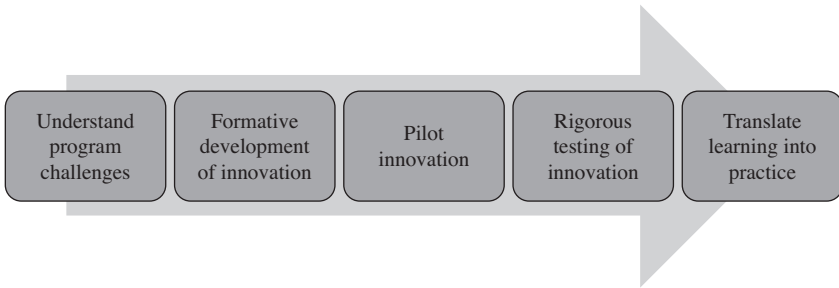 Understand
program
challenges
Formative
development
of innovation
Pilot
innovation
Rigorous
testing of
innovation
Translate
learning into
practice